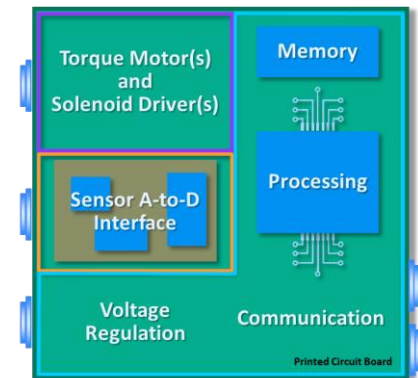 Torque Motor(s)
and
Solenoid Driver(s)
Memory
Processing
Sensor A-to-D
Interface
Voltage
Regulation
Communication
Printed Circuit Board